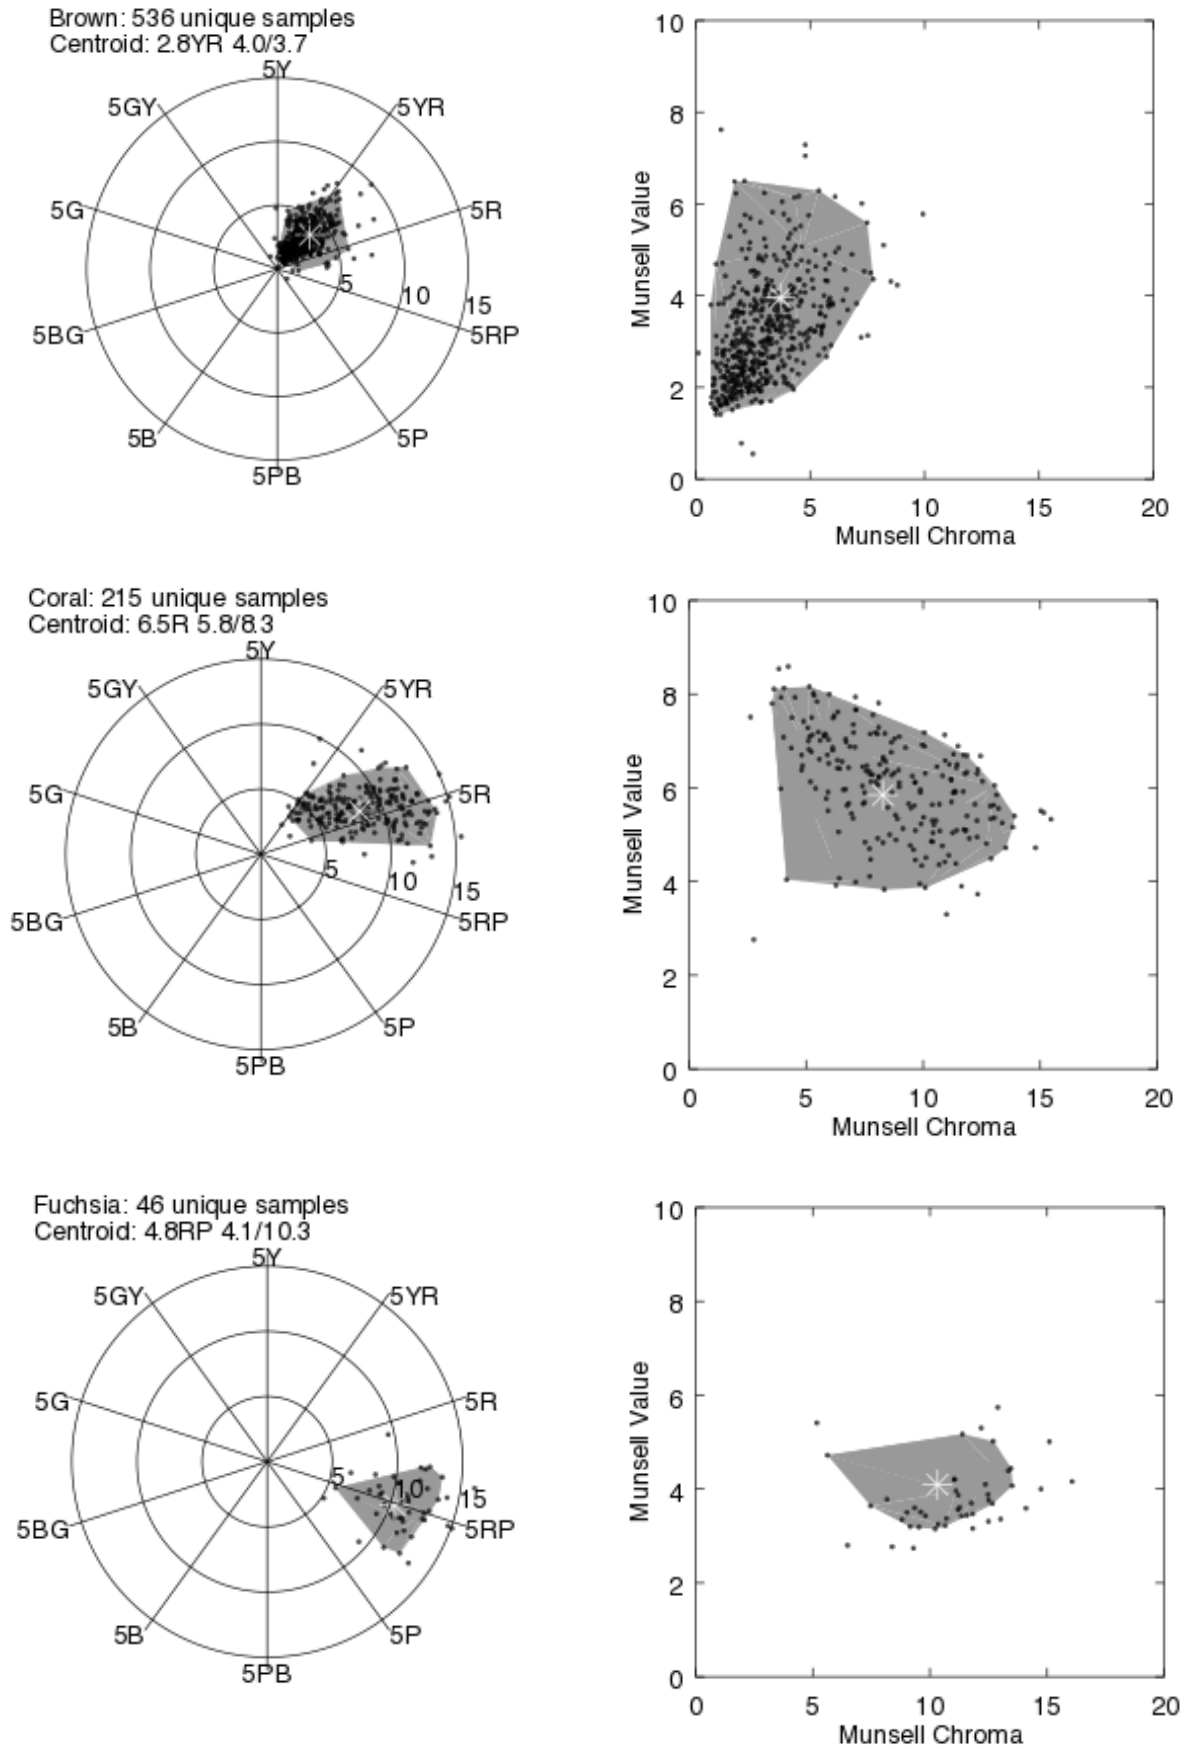 Brown: 536 unique samples
Centroid: 2.8YR 4.0/3.7
5Y
5GY
5YR
5G
5R
5
10
15
5BG
5RP
5B
5P
5PB
10
8
6
4
2
0
Munsell Value
0 5 10 15 20
Munsell Chroma
Coral: 215 unique samples
Centroid: 6.5R 5.8/8.3
5Y
5GY
5YR
5G
5R
5
10
15
5BG
5RP
5B
5P
5PB
10
8
6
4
2
0
Munsell Value
0 5 10 15 20
Munsell Chroma
Fuchsia: 46 unique samples
Centroid: 4.8RP 4.1/10.3
5Y
5GY
5YR
5G
5R
5
10
15
5BG
5RP
5B
5P
5PB
10
8
6
4
2
0
Munsell Value
0 5 10 15 20
Munsell Chroma